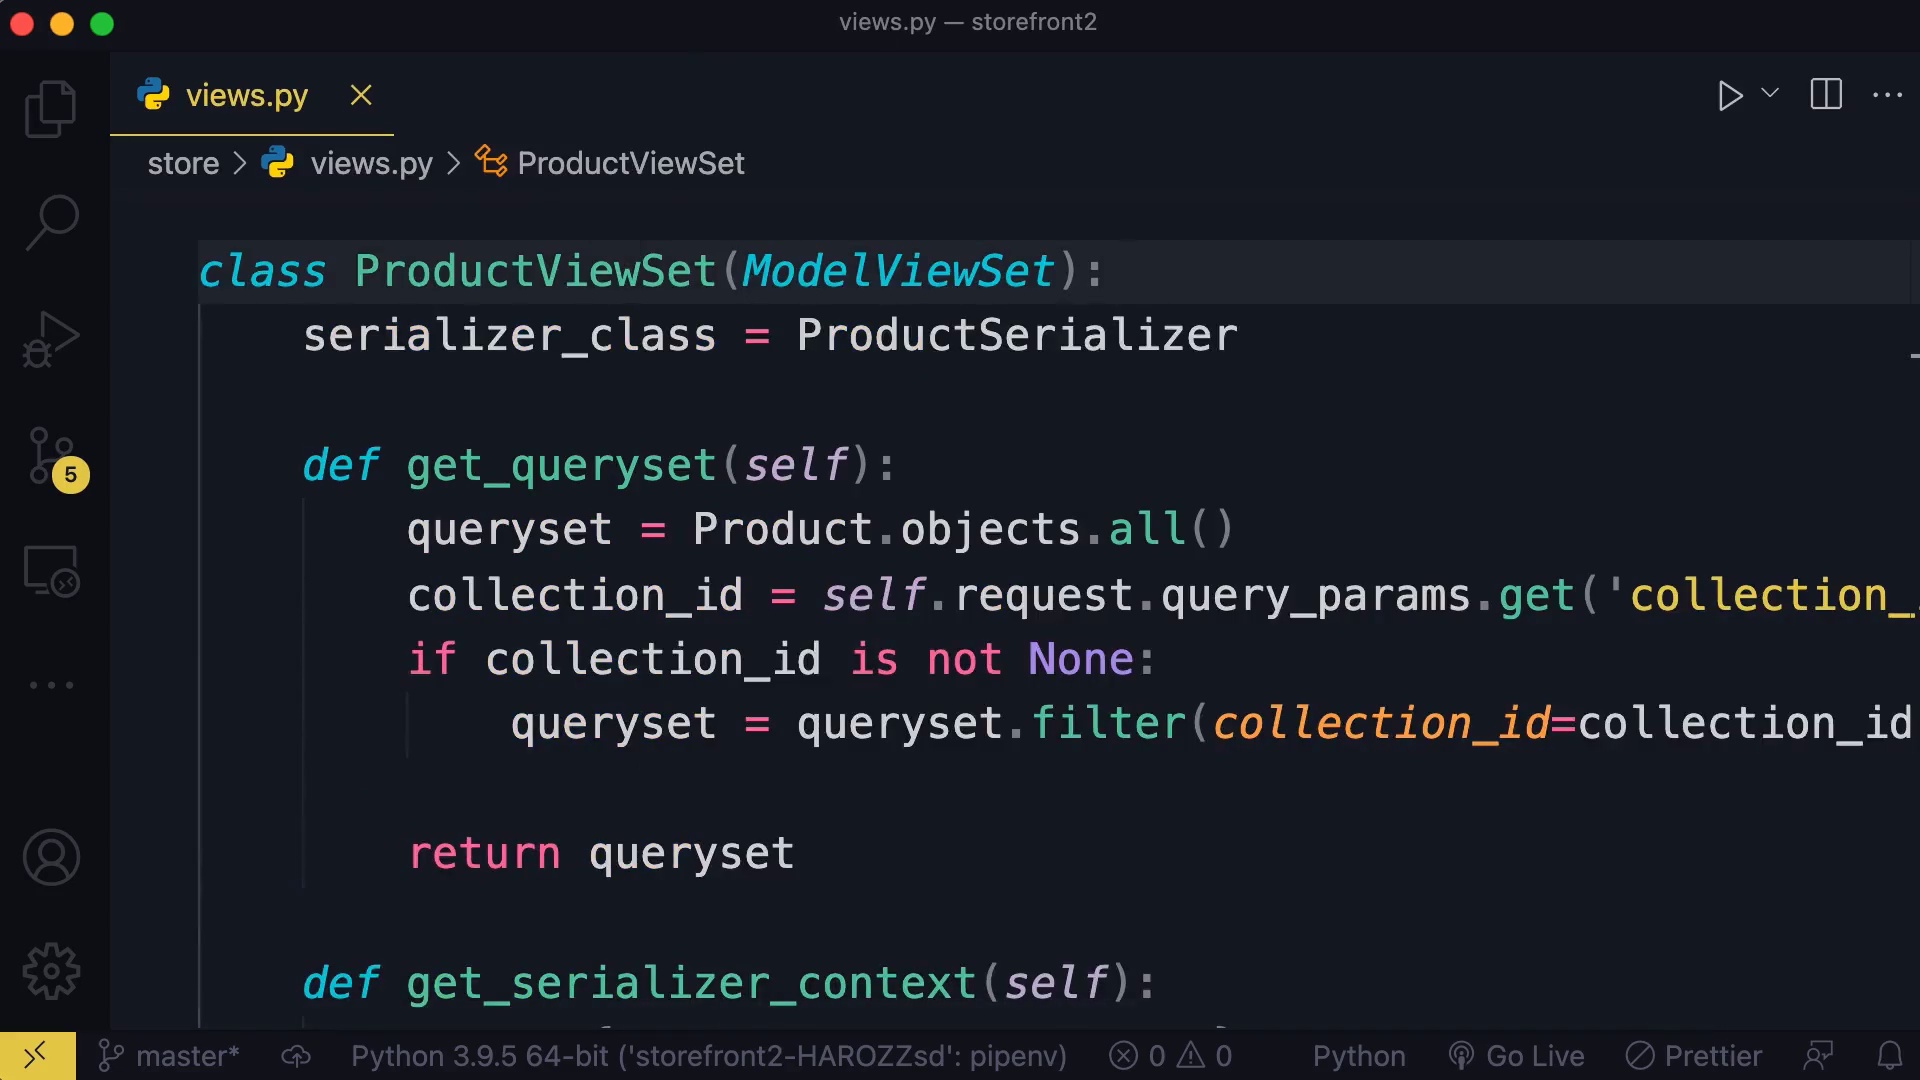 views.py — storefront2
views.py
store > views.py > ProductViewSet
class ProductViewSet(ModelViewSet):
serializer_class = ProductSerializer
def get_queryset(self):
queryset = Product.objects.all()
collection_id = self.request.query_params.get('collection_
if collection_id is not None:
queryset = queryset.filter(collection_id=collection_id
return queryset
def get_serializer_context(self):
5
master* Python 3.9.5 64-bit ('storefront2-HAROZZsd': pipenv) 0 0 Python Go Live Prettier